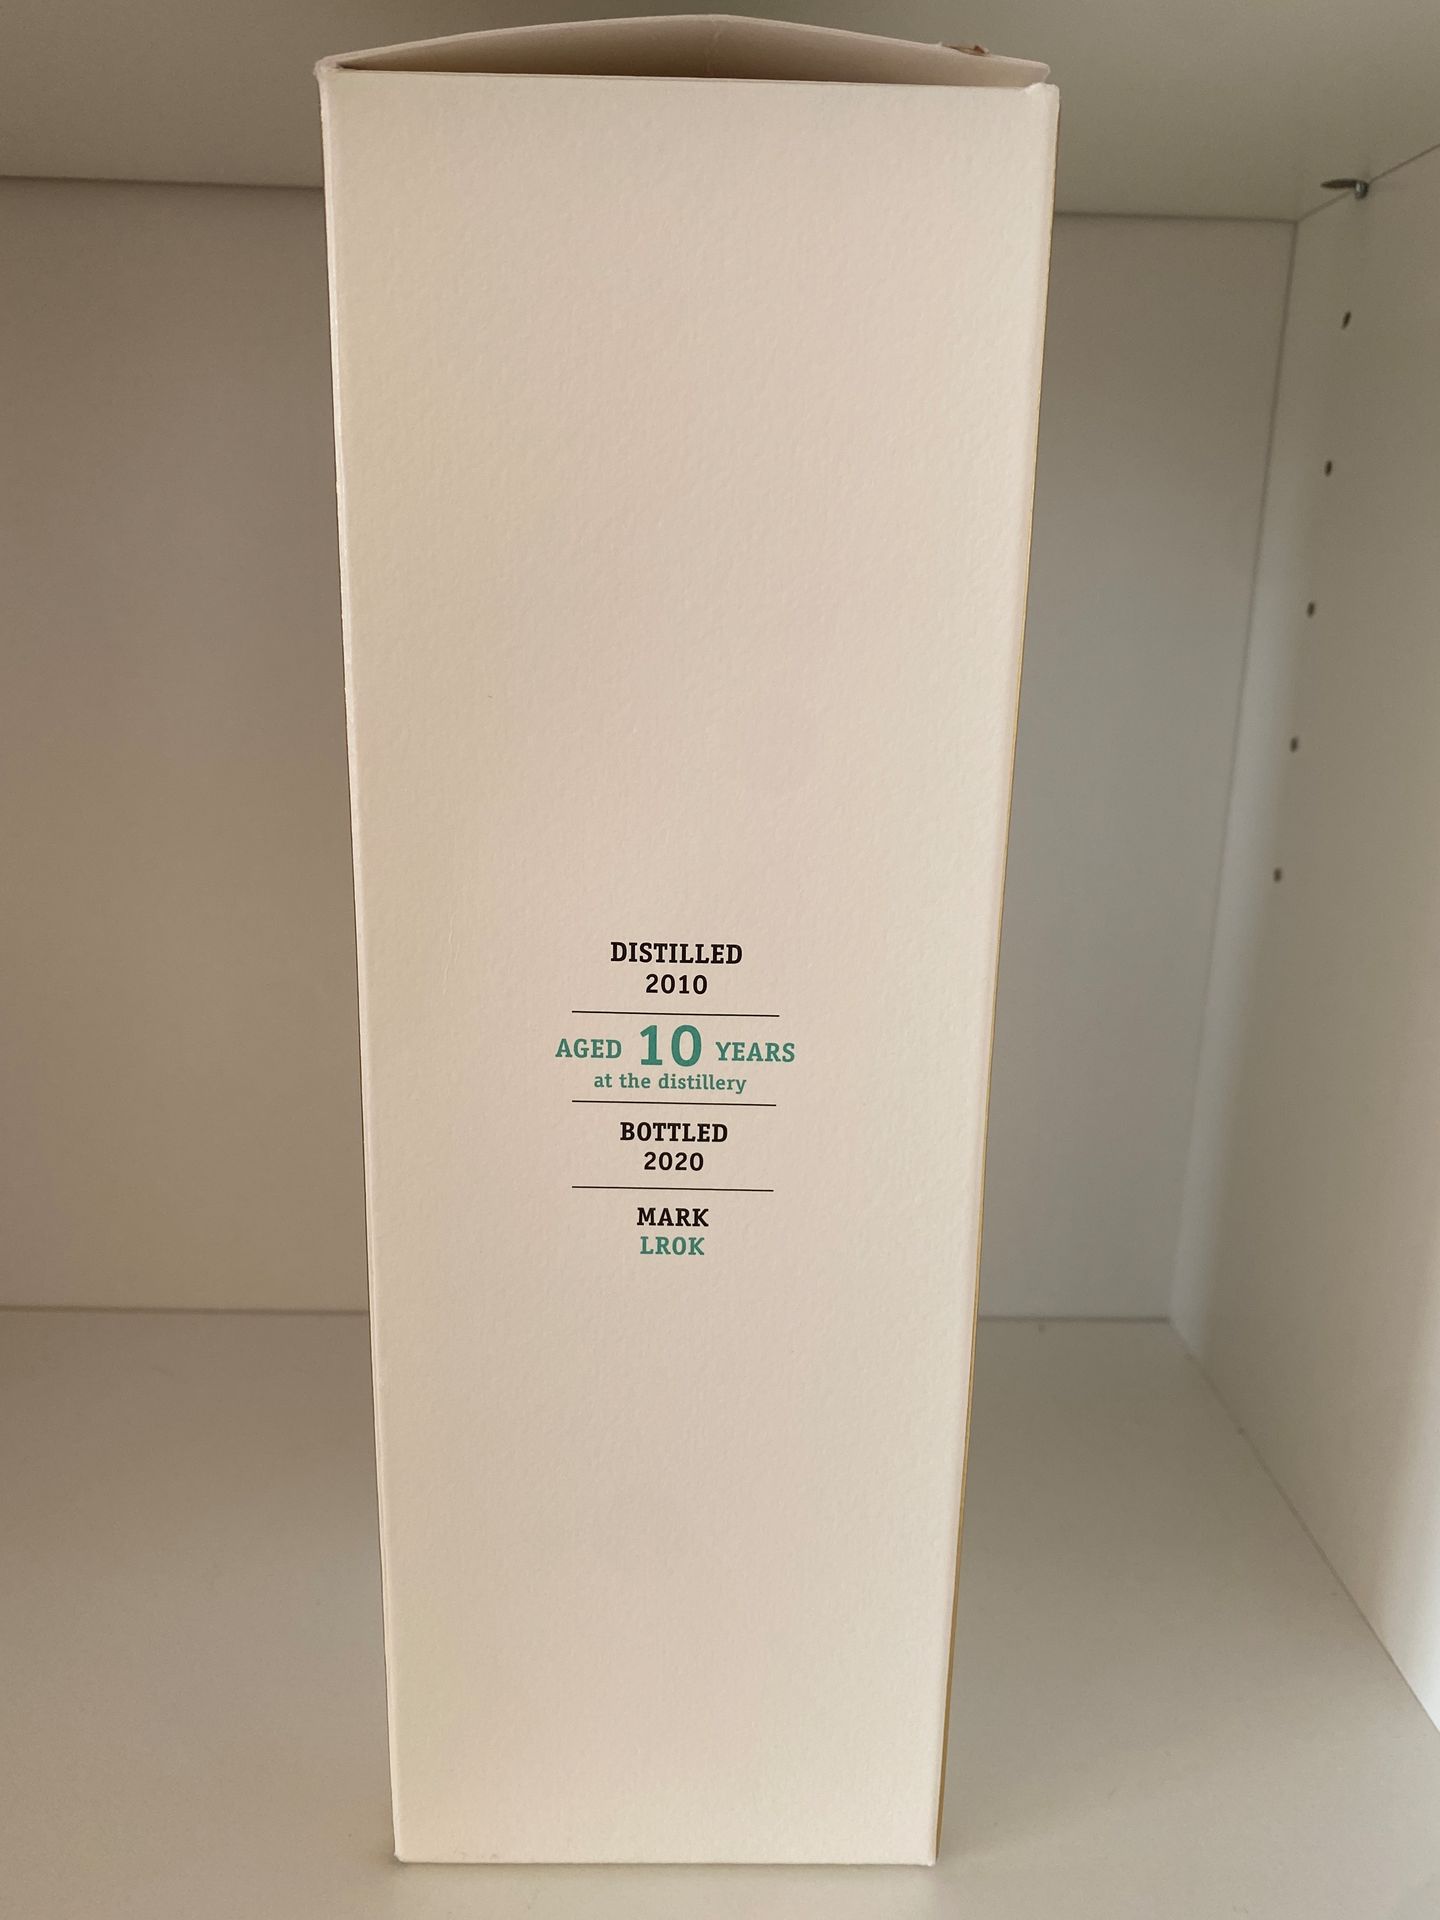 DISTILLED
2010
AGED 10 YEARS
at the distillery
BOTTLED
2020
MARK
LROK